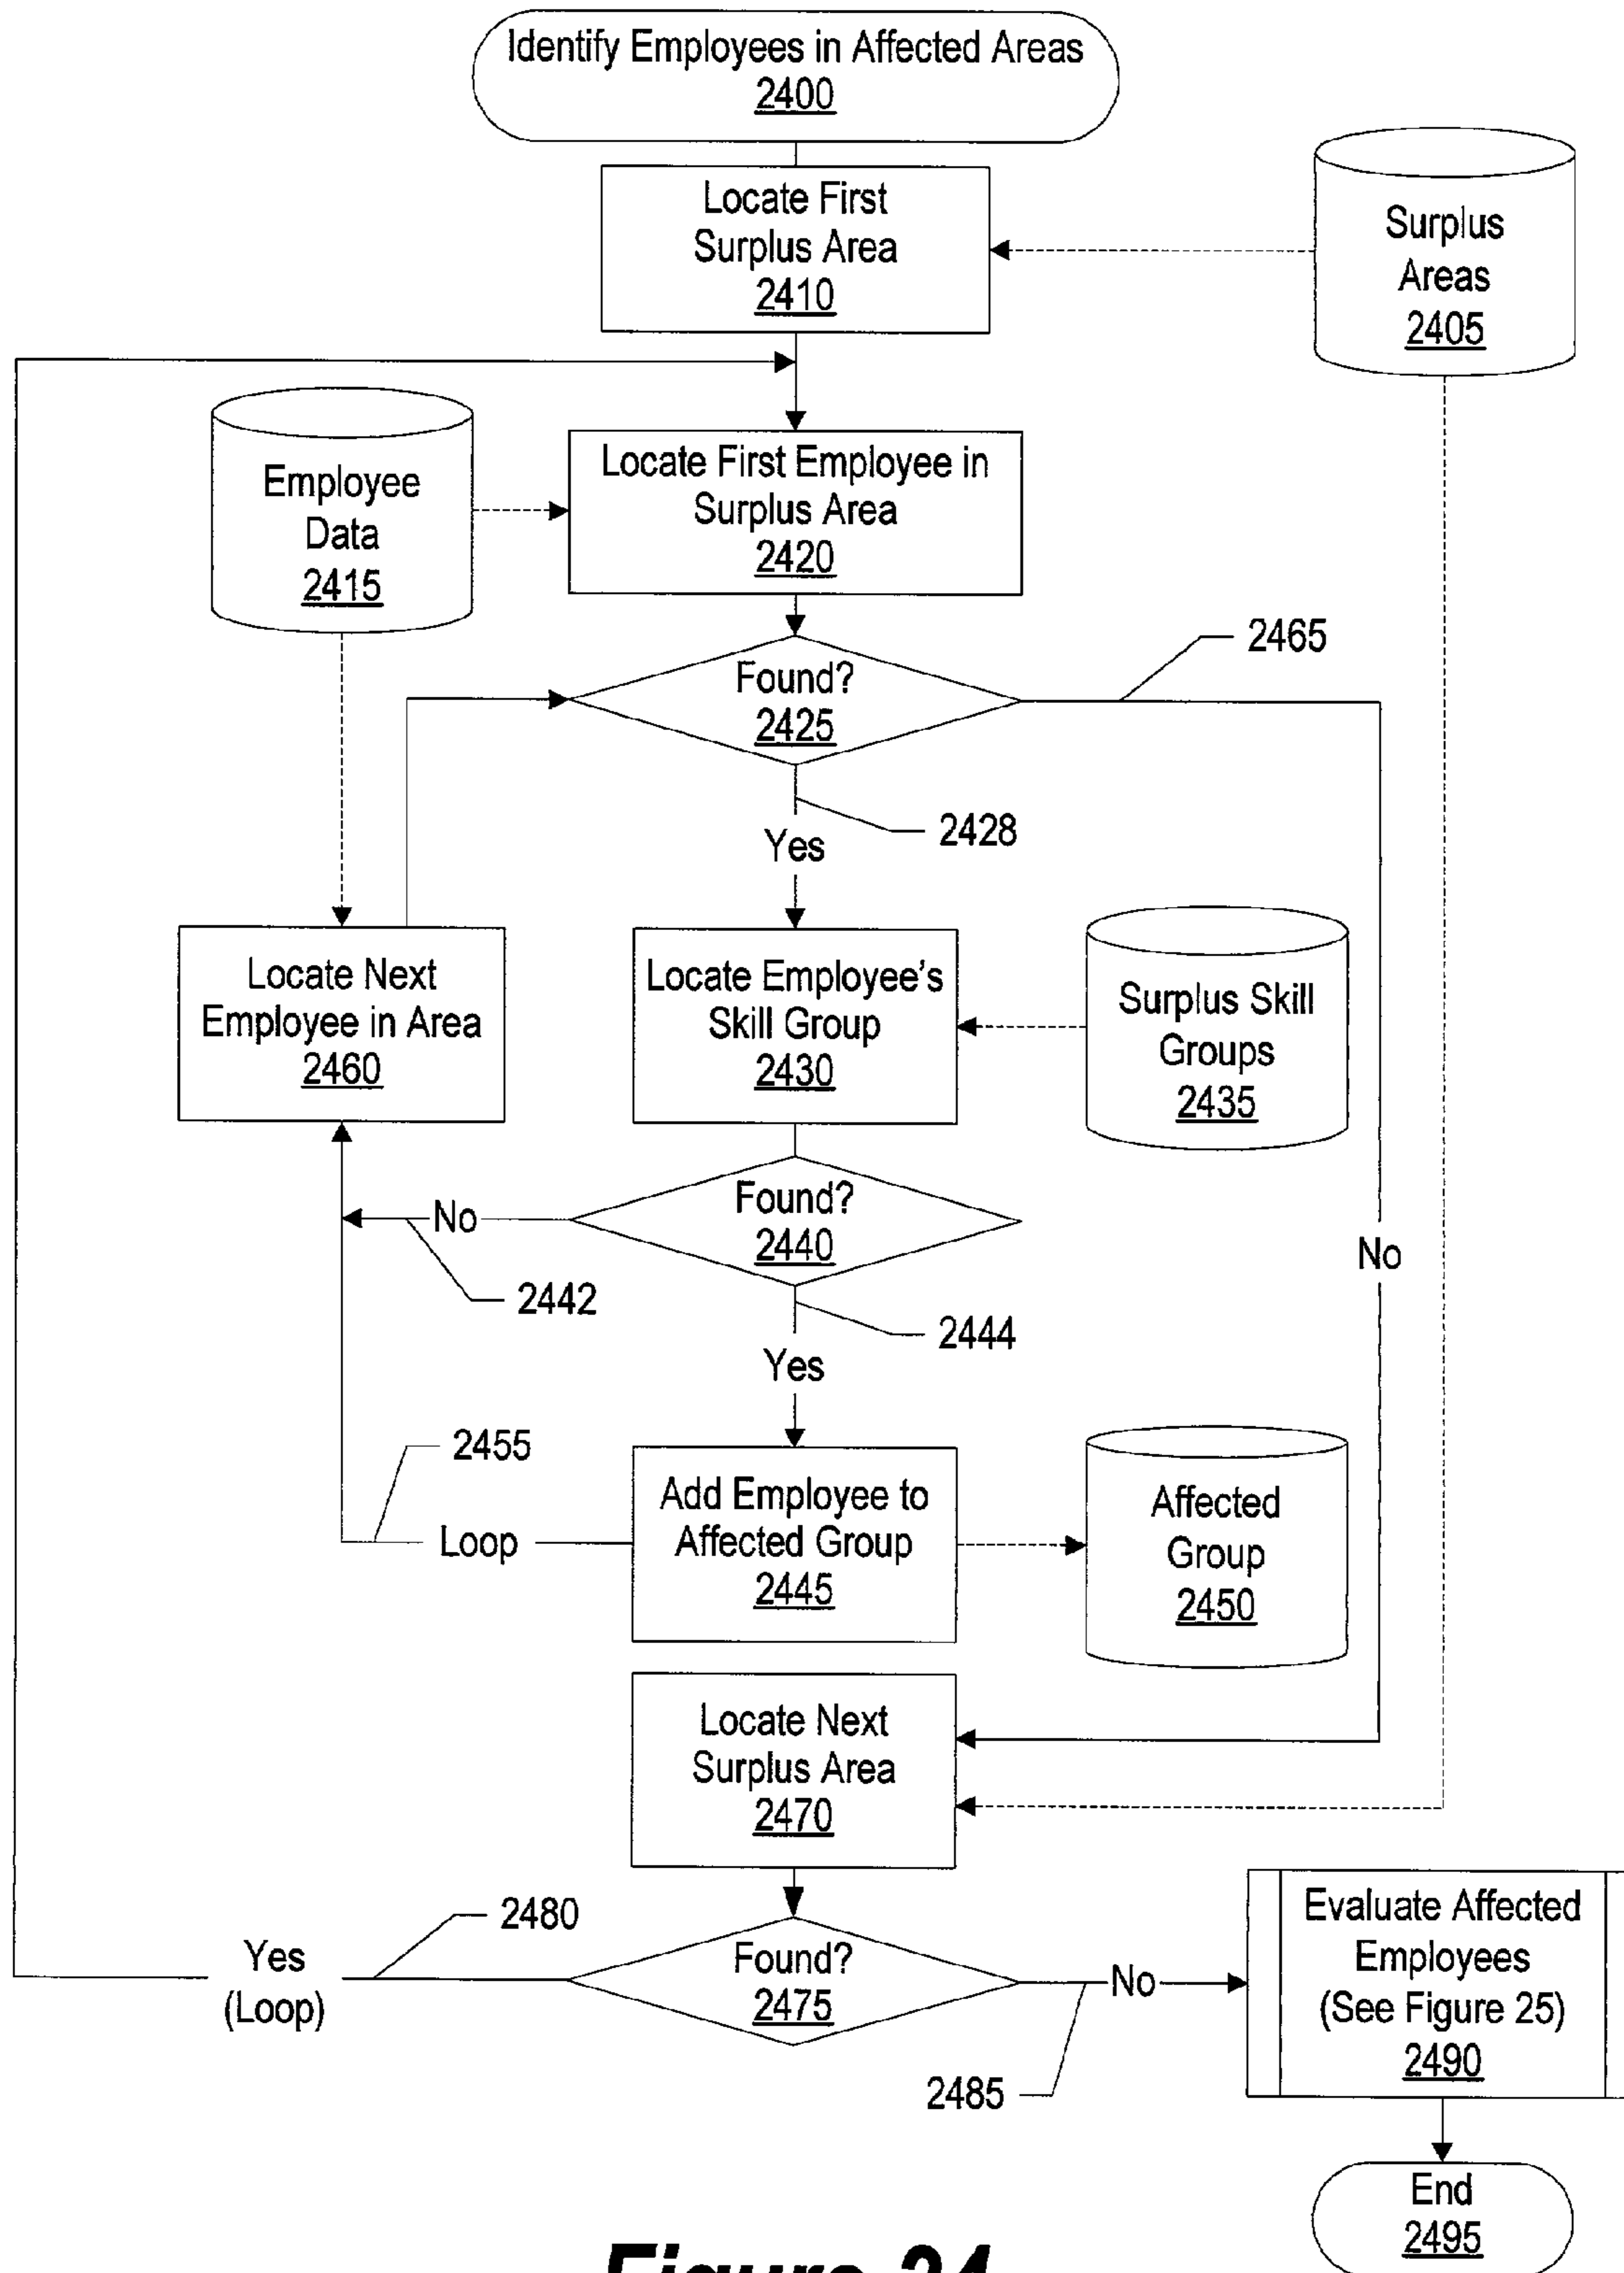 Identify Employees in Affected Areas
2400
Locate First
Surplus Area
2410
Surplus
Areas
2405
Employee
Data
2415
Locate First Employee in
Surplus Area
2420
2465
Found?
2425
2428
Yes
Locate Next
Employee in Area
2460
Locate Employee's
Skill Group
2430
Surplus Skill
Groups
2435
Found?
2440
No
No
2442
2444
Yes
2455
Loop
Add Employee to
Affected Group
2445
Affected
Group
2450
Locate Next
Surplus Area
2470
2480
Yes
(Loop)
Found?
2475
No
2485
Evaluate Affected
Employees
(See Figure 25)
2490
End
2495
Figure 24